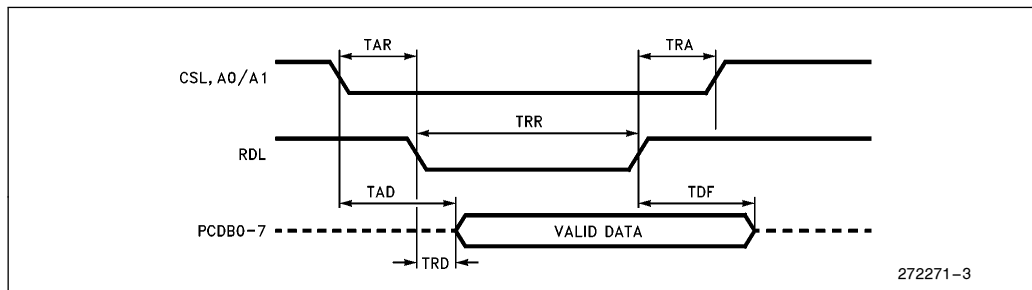 TAR
TRA
CSL, A0/A1
TRR
RDL
TAD
TDF
PCDB0-7
VALID DATA
TRD
272271-3